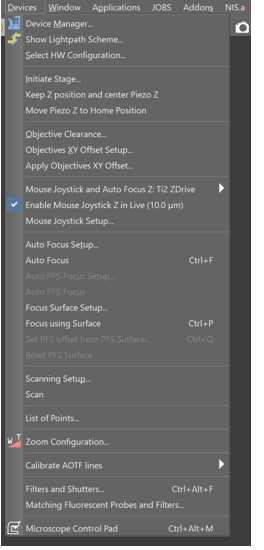 Devices Window Applications JOBS Addons NIS.a
Device Manager...
Show Lightpath Scheme...
Select HW Configuration...
Initiate Stage...
Keep Z position and center Piezo Z
Move Piezo Z to Home Position
Objective Clearance...
Objectives XY Offset Setup...
Apply Objectives XY Offset...
Mouse Joystick and Auto Focus Z: Ti2 ZDrive
Enable Mouse Joystick Z in Live (10.0 µm)
Mouse Joystick Setup...
Auto Focus Setup...
Auto Focus Ctrl+F
Auto PFS Focus Setup...
Auto PFS Focus
Focus Surface Setup...
Focus using Surface Ctrl+P
Set PFS offset from PFS Surface... Ctrl+Q
Reset PFS Surface
Scanning Setup...
Scan
List of Points...
W T Zoom Configuration...
Calibrate AOTF lines
Filters and Shutters... Ctrl+Alt+F
Matching Fluorescent Probes and Filters...
Microscope Control Pad Ctrl+Alt+M